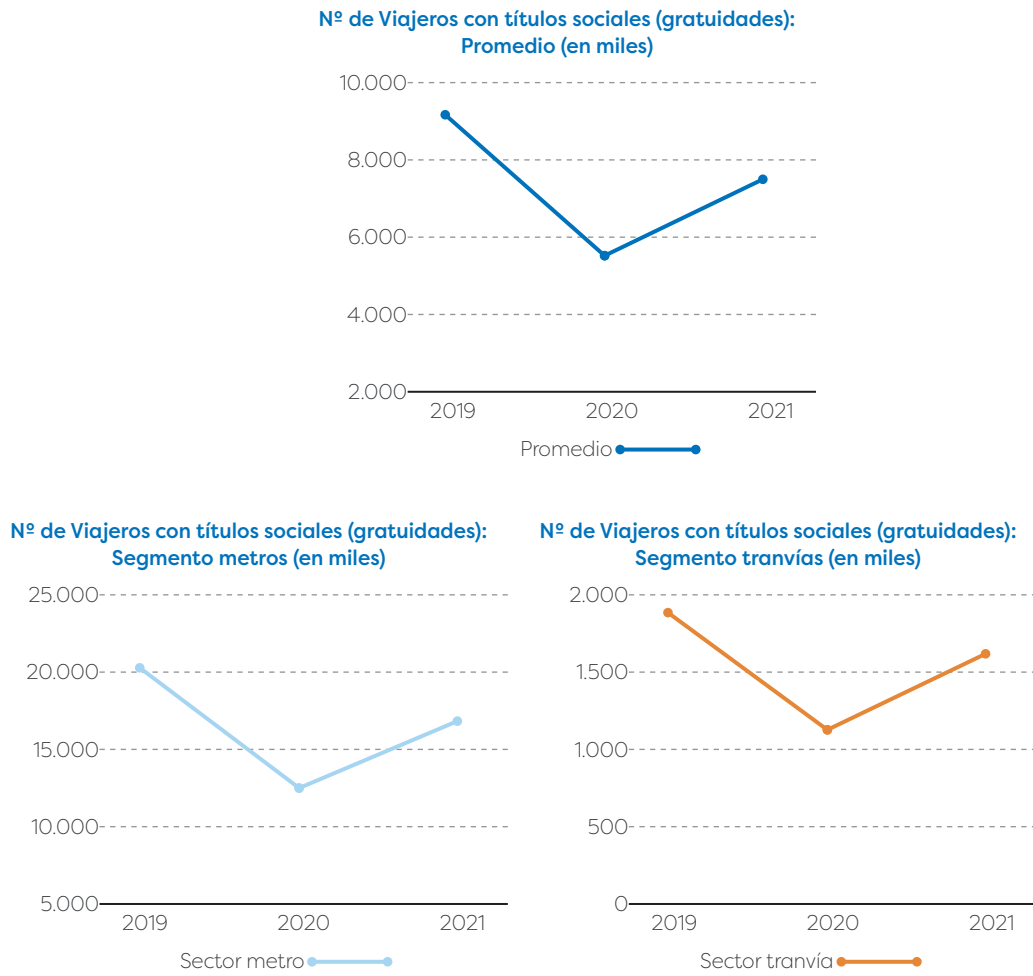 Nº de Viajeros con títulos sociales (gratuidades):
Promedio (en miles)
10.000
8.000
6.000
4.000
2.000
2019
2020
2021
Promedio
Nº de Viajeros con títulos sociales (gratuidades):
Segmento metros (en miles)
25.000
20.000
15.000
10.000
5.000
2019
2020
2021
Sector metro
Nº de Viajeros con títulos sociales (gratuidades):
Segmento tranvías (en miles)
2.000
1.500
1.000
500
0
2019
2020
2021
Sector tranvía